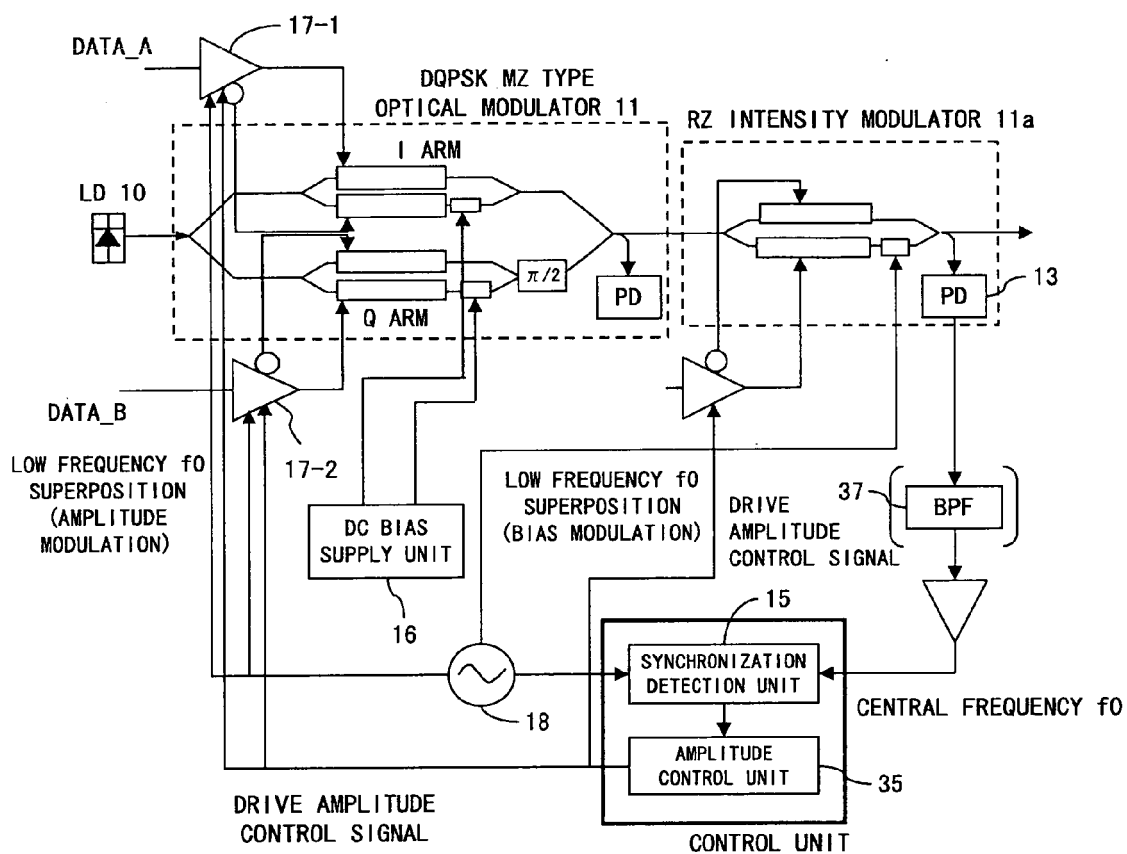 17-1
DATA_A
DQPSK MZ TYPE
OPTICAL MODULATOR 11
RZ INTENSITY MODULATOR 11a
I ARM
LD 10
π/2
PD
PD
13
Q ARM
DATA_B
17-2
LOW FREQUENCY f0
SUPERPOSITION
(AMPLITUDE
MODULATION)
LOW FREQUENCY f0
SUPERPOSITION
(BIAS MODULATION)
DRIVE
AMPLITUDE
CONTROL SIGNAL
37
BPF
DC BIAS
SUPPLY UNIT
16
15
SYNCHRONIZATION
DETECTION UNIT
18
CENTRAL FREQUENCY f0
AMPLITUDE
CONTROL UNIT
35
DRIVE AMPLITUDE
CONTROL SIGNAL
CONTROL UNIT